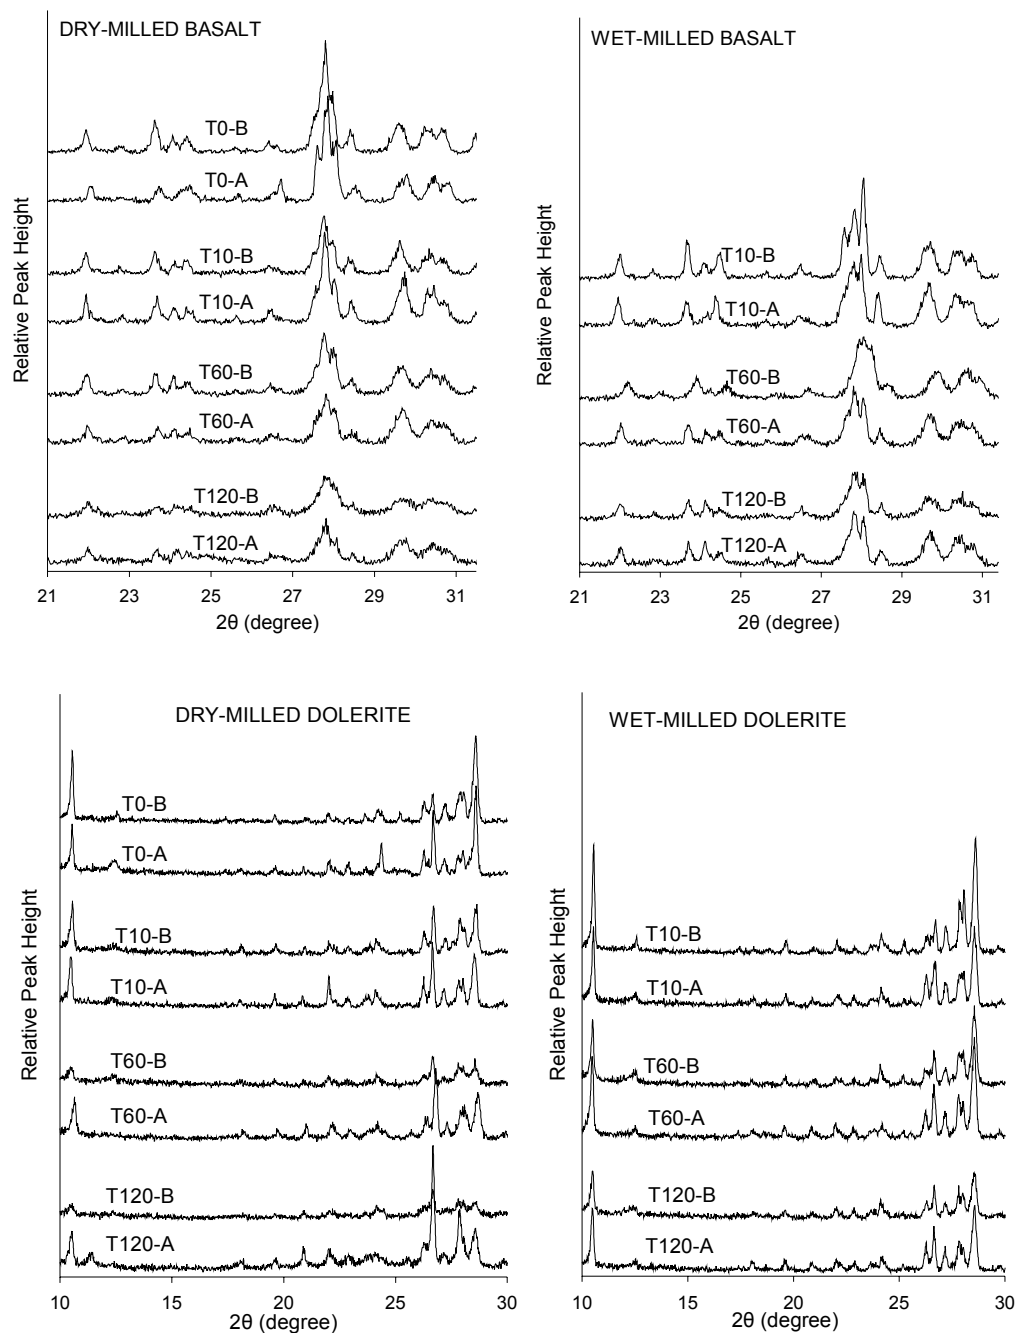 DRY-MILLED BASALT
Relative Peak Height
T0-B
T0-A
T10-B
T10-A
T60-B
T60-A
T120-B
T120-A
21 23 25 27 29 31
2θ (degree)
WET-MILLED BASALT
Relative Peak Height
T10-B
T10-A
T60-B
T60-A
T120-B
T120-A
21 23 25 27 29 31
2θ (degree)
DRY-MILLED DOLERITE
Relative Peak Height
T0-B
T0-A
T10-B
T10-A
T60-B
T60-A
T120-B
T120-A
10 15 20 25 30
2θ (degree)
WET-MILLED DOLERITE
Relative Peak Height
T10-B
T10-A
T60-B
T60-A
T120-B
T120-A
10 15 20 25 30
2θ (degree)